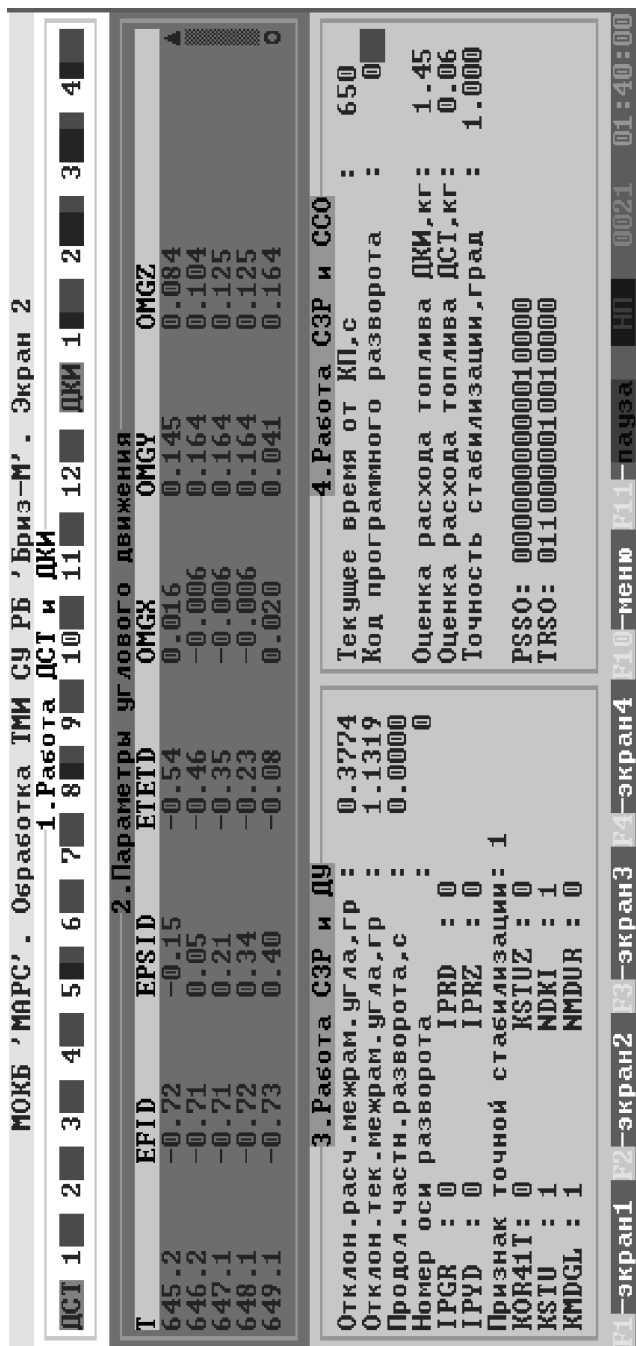 МОКБ 'МАРС'. Обработка ТМИ СУ РБ 'Бриз-М'. Экран 2
1.Работа ДСТ и ДКИ
ДСТ 1 2 3 4 5 6 7 8 9 10 11 12 ДКИ 1 2 3 4
2.Параметры углового движения
T EFID EPSID ETETD OMGX OMGY OMGZ
645.2 -0.72 -0.15 -0.54 0.016 0.145 0.084
646.2 -0.71 0.05 -0.46 -0.006 0.164 0.104
647.1 -0.71 0.21 -0.35 -0.006 0.164 0.125
648.1 -0.72 0.34 -0.23 -0.006 0.164 0.125
649.1 -0.73 0.40 -0.08 0.020 0.041 0.164
3.Работа СЗР и ДУ
Отклон.расч.межрам.угла,гр : 0.3774
Отклон.тек.межрам.угла,гр : 1.1319
Продол.частн.разворота,с : 0.0000
Номер оси разворота : 0
IPGR : 0 IPRD : 0
IPYD : 0 IPRZ : 0
Признак точной стабилизации: 1
KOR41T: 0 KSTUZ : 0
KSTU : 1 NDKI : 1
KMDGL : 1 NMDUR : 0
4.Работа СЗР и ССО
Текущее время от КП,с : 650
Код программного разворота : 0
Оценка расхода топлива ДКИ,кг: 1.45
Оценка расхода топлива ДСТ,кг: 0.06
Точность стабилизации,град : 1.000
PSSO: 0000000000010000
TRSO: 0110000010010000
F1-экран1 F2-экран2 F3-экран3 F4-экран4 F10-меню F11-пауза НП 0021 01:40:00